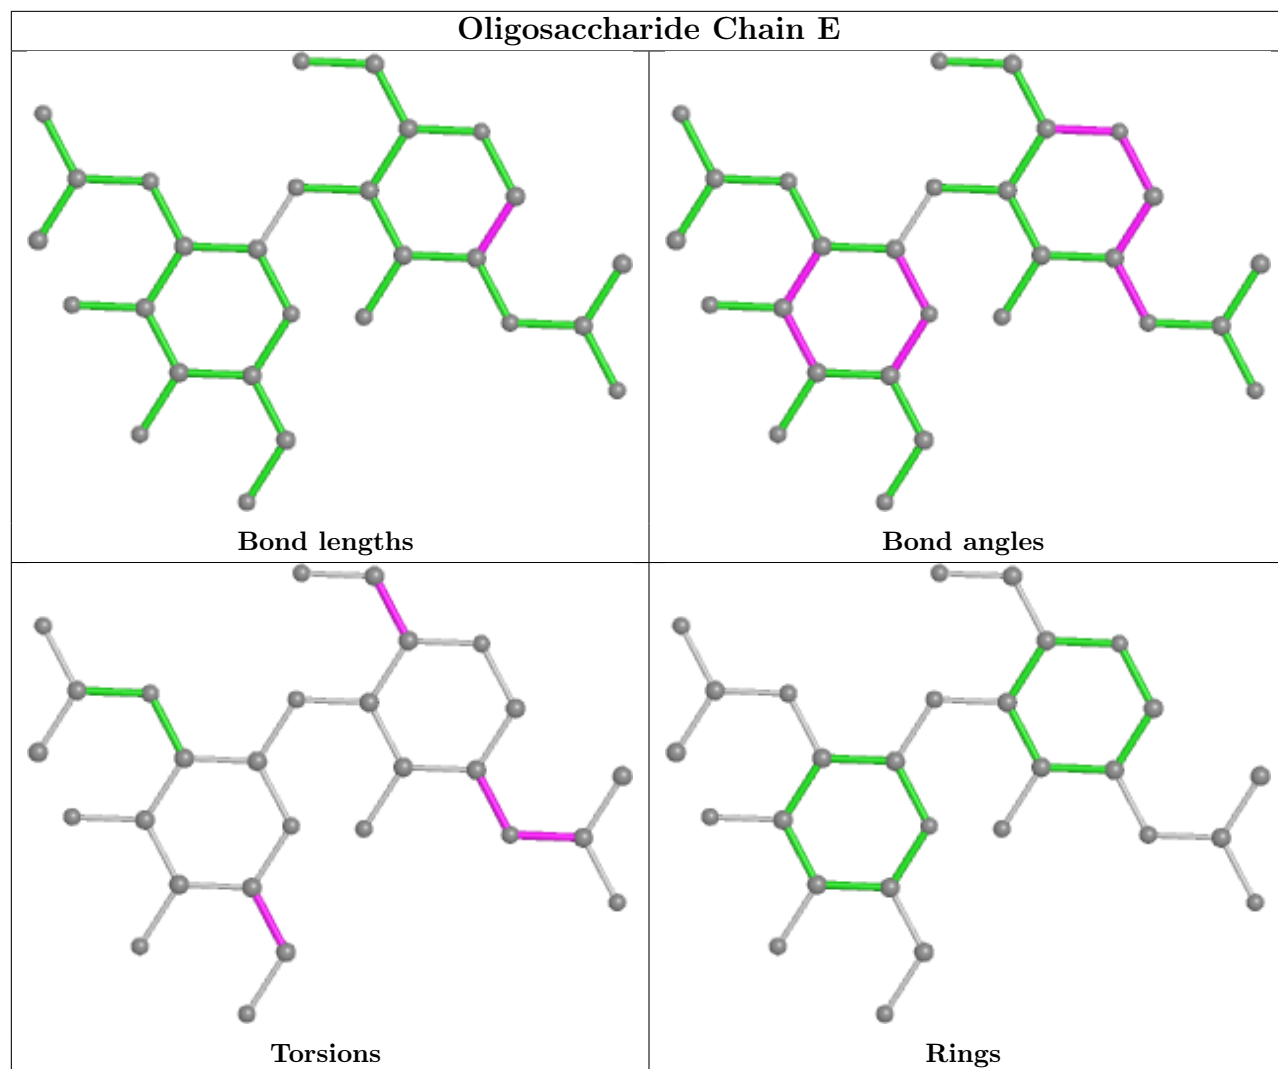 Oligosaccharide Chain E
Bond lengths
Bond angles
Torsions
Rings